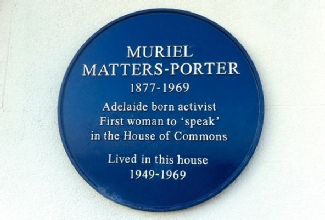 MURIEL
MATTERS-PORTER
1877-1969
Adelaide born activist
First woman to 'speak'
in the House of Commons
Lived in this house
1949-1969